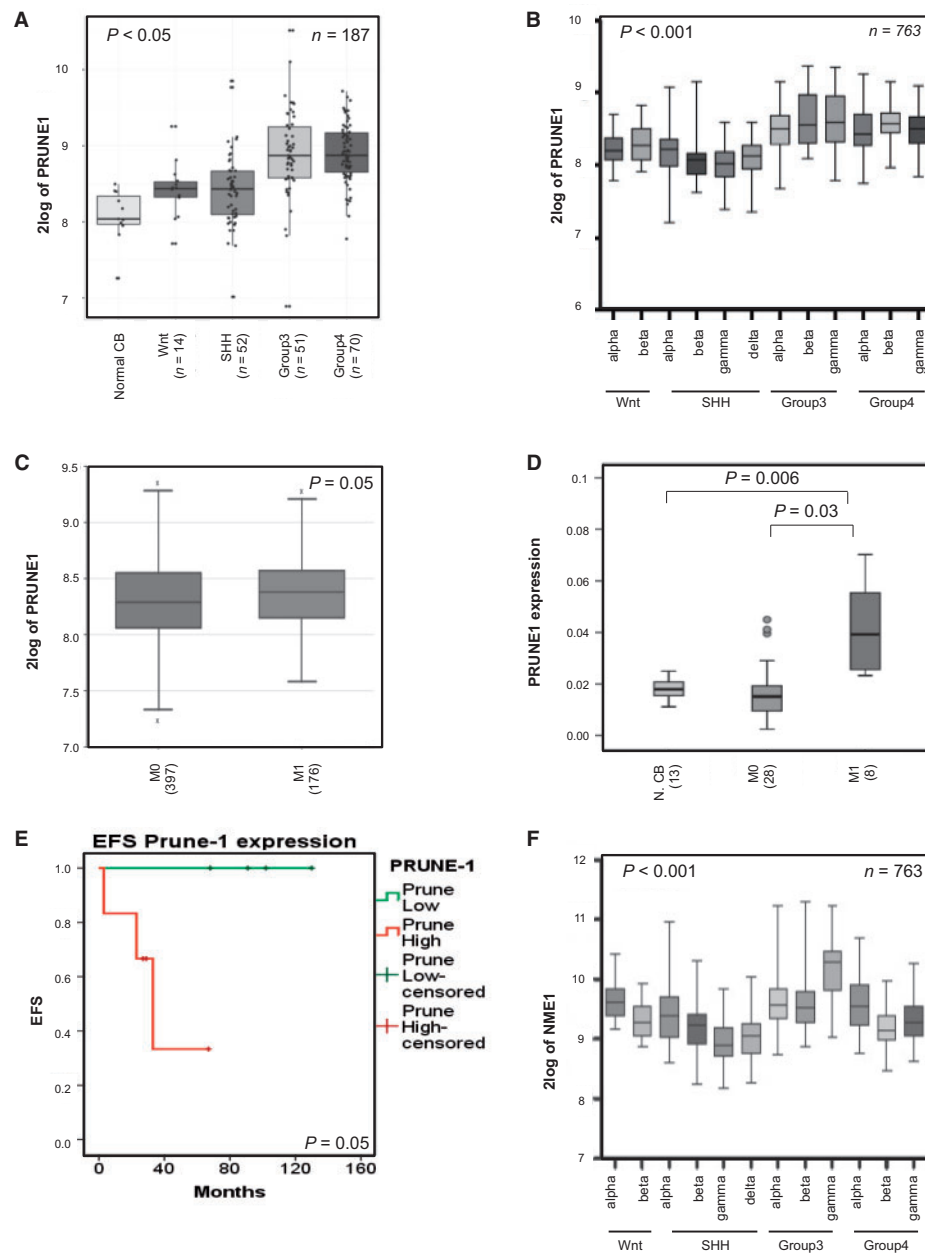 A
P < 0.05
n = 187
2log of PRUNE1
10
9
8
7
Normal CB
Wnt
(n = 14)
SHH
(n = 52)
Group3
(n = 51)
Group4
(n = 70)
B
P < 0.001
n = 763
2log of PRUNE1
10
9
8
7
6
alpha
beta
alpha
beta
gamma
delta
alpha
beta
gamma
alpha
beta
gamma
Wnt
SHH
Group3
Group4
C
P = 0.05
2log of PRUNE1
9.5
9.0
8.5
8.0
7.5
7.0
M0
(397)
M1
(176)
D
P = 0.006
P = 0.03
PRUNE1 expression
0.1
0.08
0.06
0.04
0.02
0.00
N. CB
(13)
M0
(28)
M1
(8)
E
EFS Prune-1 expression
EFS
1.0
0.8
0.6
0.4
0.2
0.0
0
40
80
120
160
Months
P = 0.05
PRUNE-1
Prune
Low
Prune
High
Prune
Low-
censored
Prune
High-
censored
F
P < 0.001
n = 763
2log of NME1
12
11
10
9
8
7
alpha
beta
alpha
beta
gamma
delta
alpha
beta
gamma
alpha
beta
gamma
Wnt
SHH
Group3
Group4